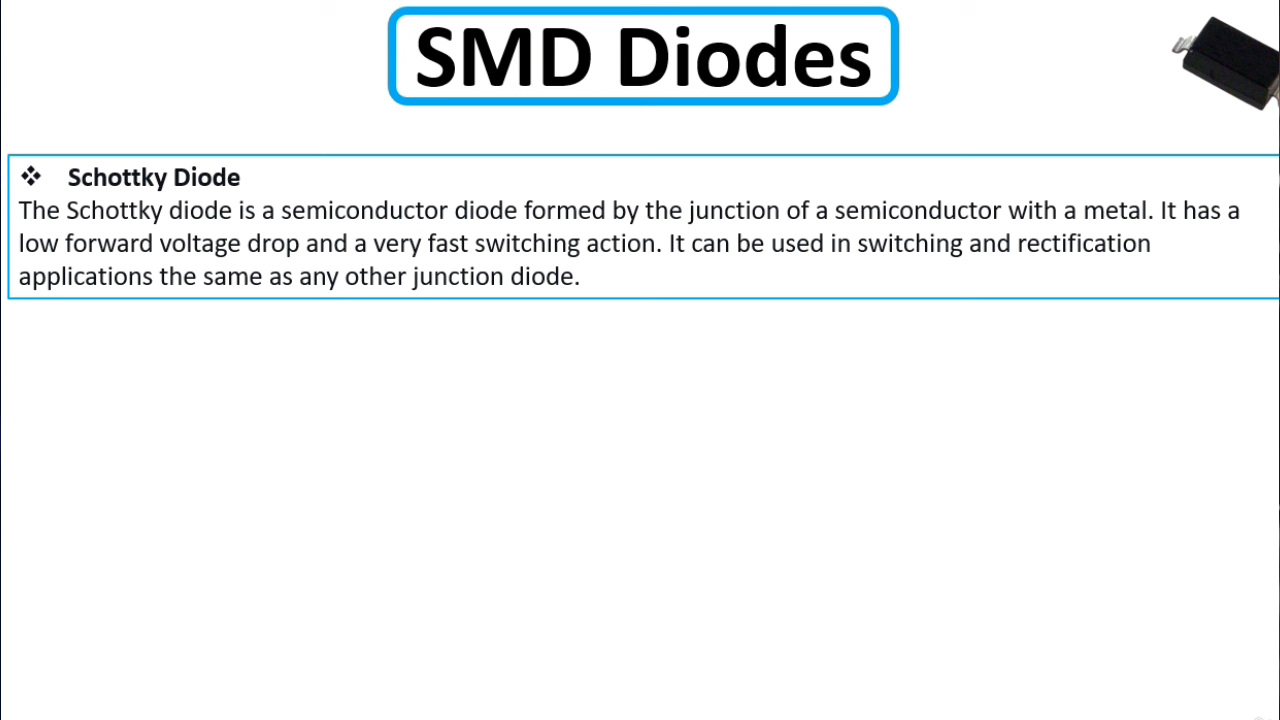 SMD Diodes
❖ Schottky Diode
The Schottky diode is a semiconductor diode formed by the junction of a semiconductor with a metal. It has a
low forward voltage drop and a very fast switching action. It can be used in switching and rectification
applications the same as any other junction diode.